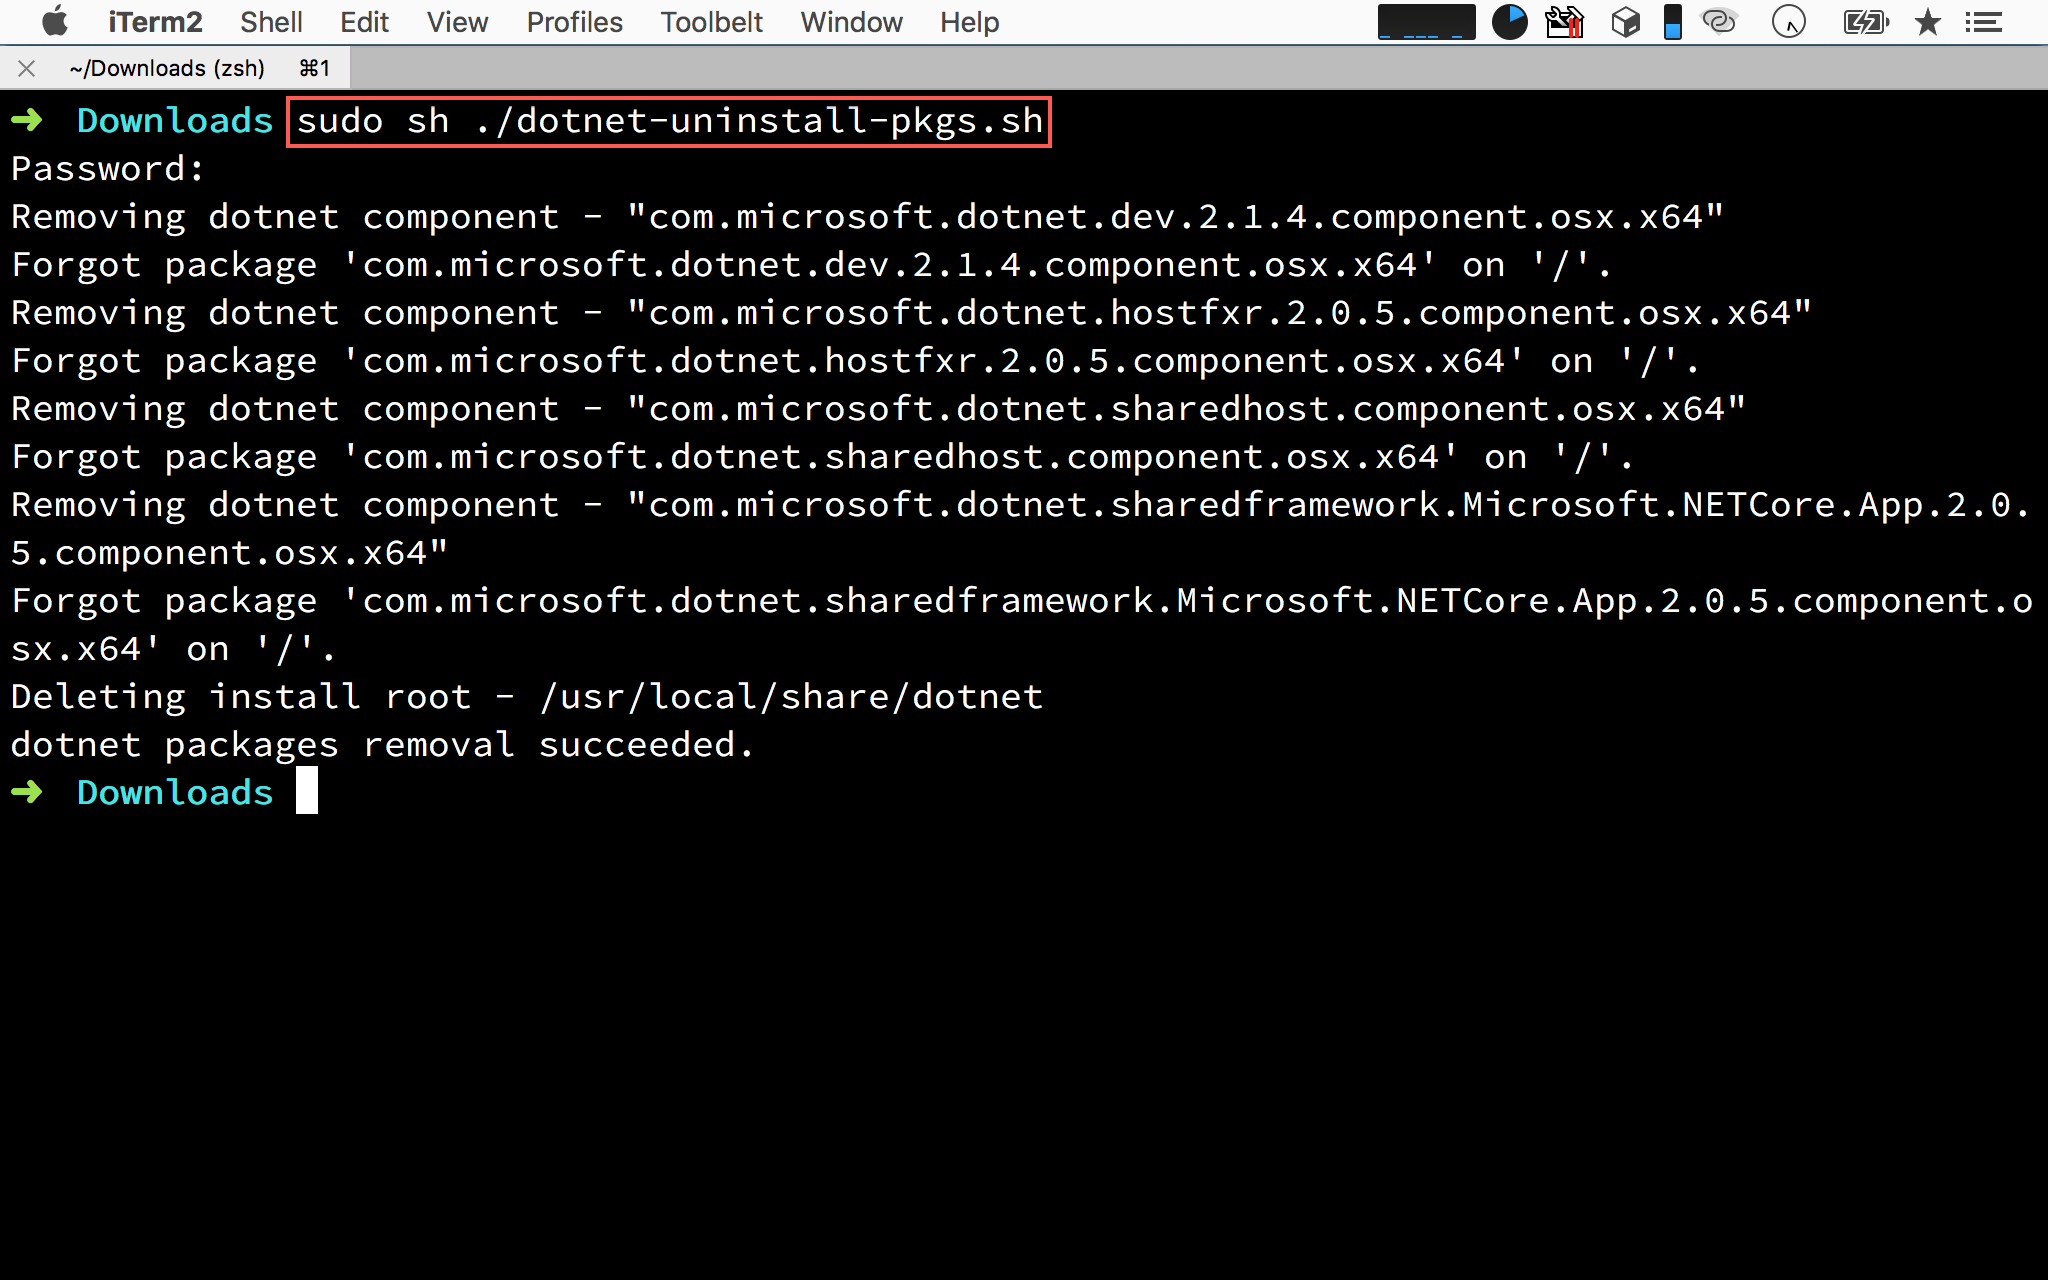 iTerm2 Shell Edit View Profiles Toolbelt Window Help
~/Downloads (zsh) ⌘1
➜ Downloads sudo sh ./dotnet-uninstall-pkgs.sh
Password:
Removing dotnet component - "com.microsoft.dotnet.dev.2.1.4.component.osx.x64"
Forgot package 'com.microsoft.dotnet.dev.2.1.4.component.osx.x64' on '/'.
Removing dotnet component - "com.microsoft.dotnet.hostfxr.2.0.5.component.osx.x64"
Forgot package 'com.microsoft.dotnet.hostfxr.2.0.5.component.osx.x64' on '/'.
Removing dotnet component - "com.microsoft.dotnet.sharedhost.component.osx.x64"
Forgot package 'com.microsoft.dotnet.sharedhost.component.osx.x64' on '/'.
Removing dotnet component - "com.microsoft.dotnet.sharedframework.Microsoft.NETCore.App.2.0.
5.component.osx.x64"
Forgot package 'com.microsoft.dotnet.sharedframework.Microsoft.NETCore.App.2.0.5.component.o
sx.x64' on '/'.
Deleting install root - /usr/local/share/dotnet
dotnet packages removal succeeded.
➜ Downloads